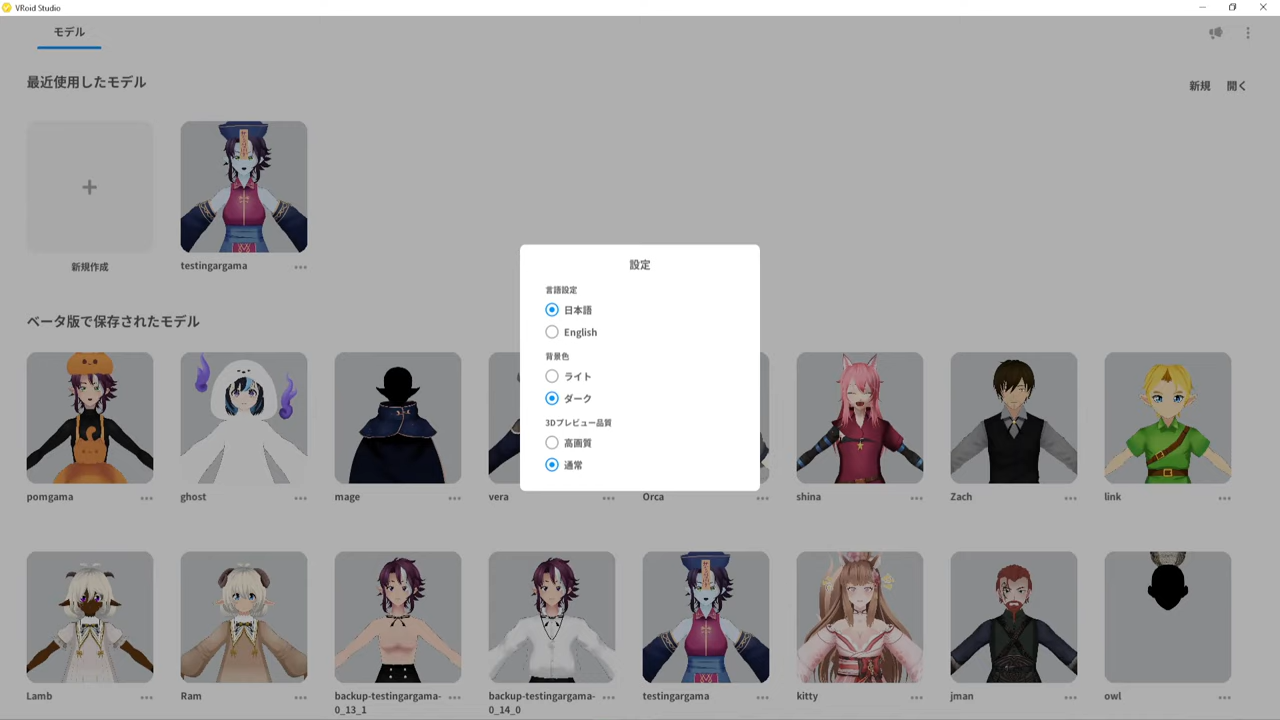 VRoid Studio
モデル
最近使用したモデル
新規 開く
新規作成
testingargama
設定
言語設定
日本語
English
背景色
ライト
ダーク
3Dプレビュー品質
高画質
通常
ベータ版で保存されたモデル
pomgama
ghost
mage
vera
Orca
shina
Zach
link
Lamb
Ram
backup-testingargama-
0_13_1
backup-testingargama-
0_14_0
testingargama
kitty
jman
owl